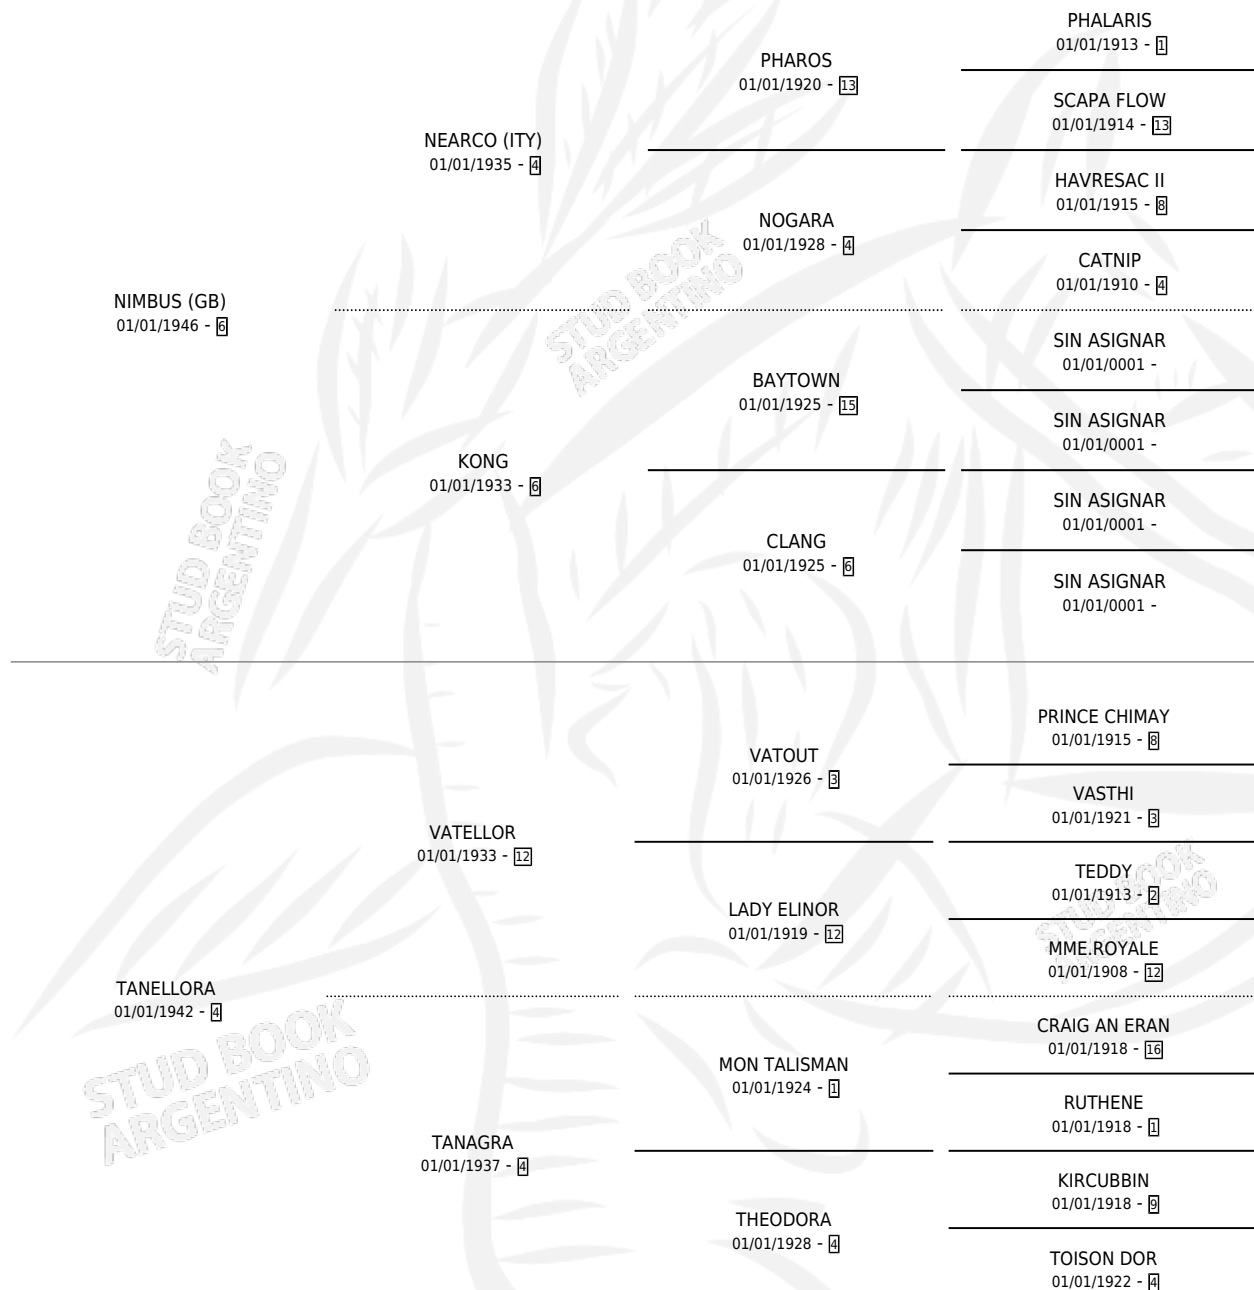 PHALARIS
01/01/1913 - 1
PHAROS
01/01/1920 - 13
SCAPA FLOW
01/01/1914 - 13
NEARCO (ITY)
01/01/1935 - 4
HAVRESAC II
01/01/1915 - 8
NOGARA
01/01/1928 - 4
CATNIP
01/01/1910 - 4
NIMBUS (GB)
01/01/1946 - 6
SIN ASIGNAR
01/01/0001 -
BAYTOWN
01/01/1925 - 15
SIN ASIGNAR
01/01/0001 -
KONG
01/01/1933 - 6
SIN ASIGNAR
01/01/0001 -
CLANG
01/01/1925 - 6
SIN ASIGNAR
01/01/0001 -
PRINCE CHIMAY
01/01/1915 - 8
VATOUT
01/01/1926 - 3
VASTHI
01/01/1921 - 3
VATELLOR
01/01/1933 - 12
TEDDY
01/01/1913 - 2
LADY ELINOR
01/01/1919 - 12
MME.ROYALE
01/01/1908 - 12
TANELLORA
01/01/1942 - 4
CRAIG AN ERAN
01/01/1918 - 16
MON TALISMAN
01/01/1924 - 1
RUTHENE
01/01/1918 - 1
TANAGRA
01/01/1937 - 4
KIRCUBBIN
01/01/1918 - 9
THEODORA
01/01/1928 - 4
TOISON DOR
01/01/1922 - 4
STUD BOOK
ARGENTINO
STUD BOOK
ARGENTINO
STUD BOOK
ARGENTINO
STUD BOOK
ARGENTINO